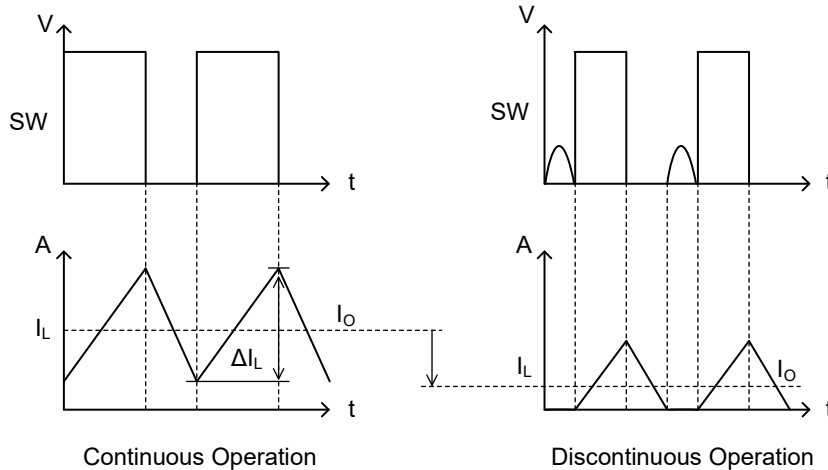 V
SW
t
A
I_L
ΔI_L
I_O
t
Continuous Operation
V
SW
t
A
I_L
I_O
t
Discontinuous Operation